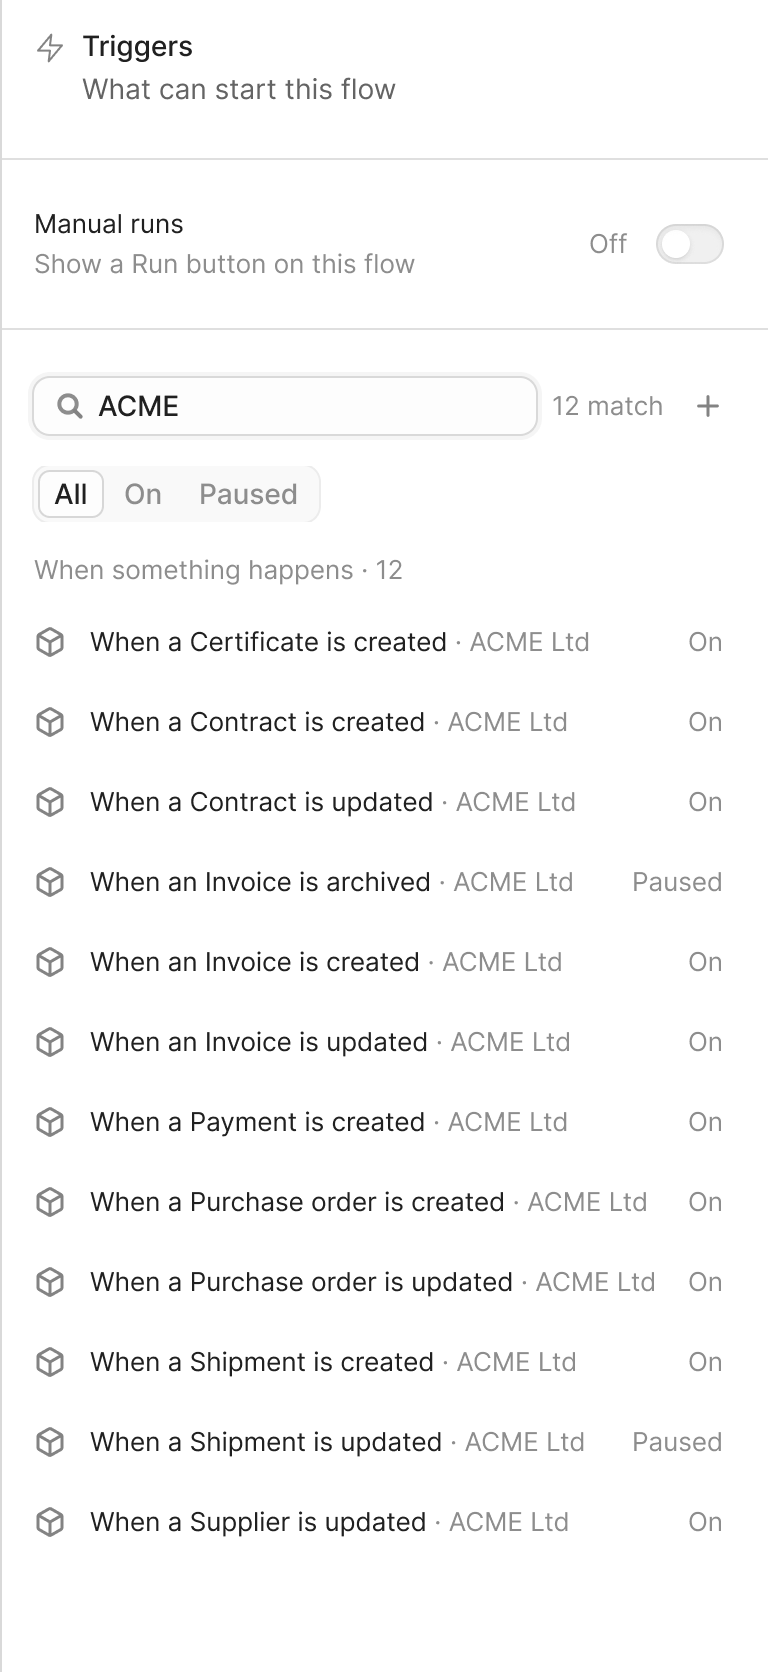 Triggers
What can start this flow
Manual runs
Show a Run button on this flow
Off
ACME
12 match
All On Paused
When something happens · 12
When a Certificate is created · ACME Ltd On
When a Contract is created · ACME Ltd On
When a Contract is updated · ACME Ltd On
When an Invoice is archived · ACME Ltd Paused
When an Invoice is created · ACME Ltd On
When an Invoice is updated · ACME Ltd On
When a Payment is created · ACME Ltd On
When a Purchase order is created · ACME Ltd On
When a Purchase order is updated · ACME Ltd On
When a Shipment is created · ACME Ltd On
When a Shipment is updated · ACME Ltd Paused
When a Supplier is updated · ACME Ltd On